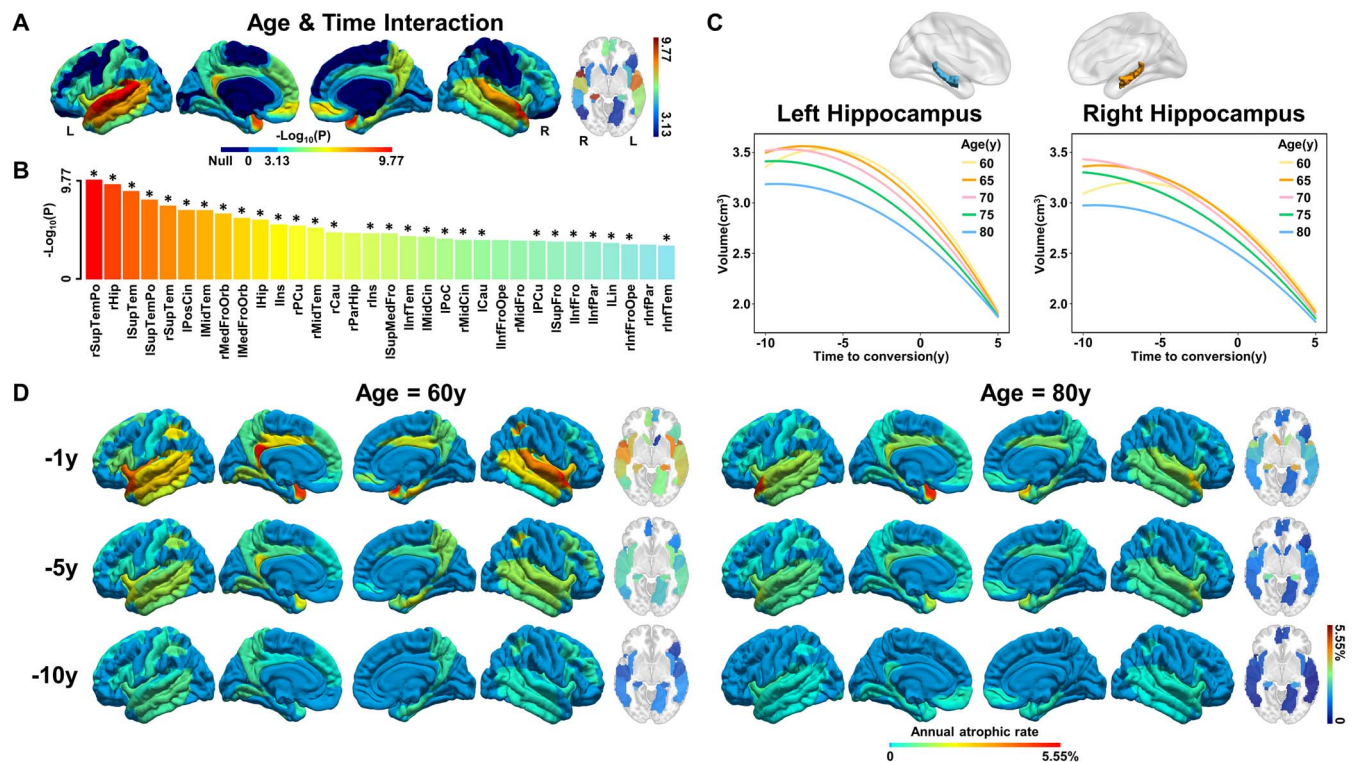 A
Age & Time Interaction
9.77
3.13
L
R
R
L
-Log₁₀(P)
Null
0
3.13
9.77
B
9.77
-Log₁₀(P)
0
* * * * * * * * * * * * * * * * * * * * * * * * * *
rSupTemPo
rHip
lSupTem
lSupTemPo
rSupTem
lPosCin
lMidTem
rMedFroOrb
lMedFroOrb
lHip
lIns
rPCu
rMidTem
rCau
rParHip
rIns
lSupMedFro
lInfTem
lMidCin
lPoC
rMidCin
lCau
lInfFroOpe
rMidFro
lPCu
lSupFro
lInfFro
lInfPar
lLin
rInfFroOpe
rInfPar
rInfTem
C
Left Hippocampus
Volume(cm³)
3.5
3.0
2.5
2.0
Age(y)
60
65
70
75
80
-10
-5
0
5
Time to conversion(y)
Right Hippocampus
Volume(cm³)
3.5
3.0
2.5
2.0
Age(y)
60
65
70
75
80
-10
-5
0
5
Time to conversion(y)
D
Age = 60y
Age = 80y
-1y
-5y
-10y
5.55%
0
Annual atrophic rate
0
5.55%